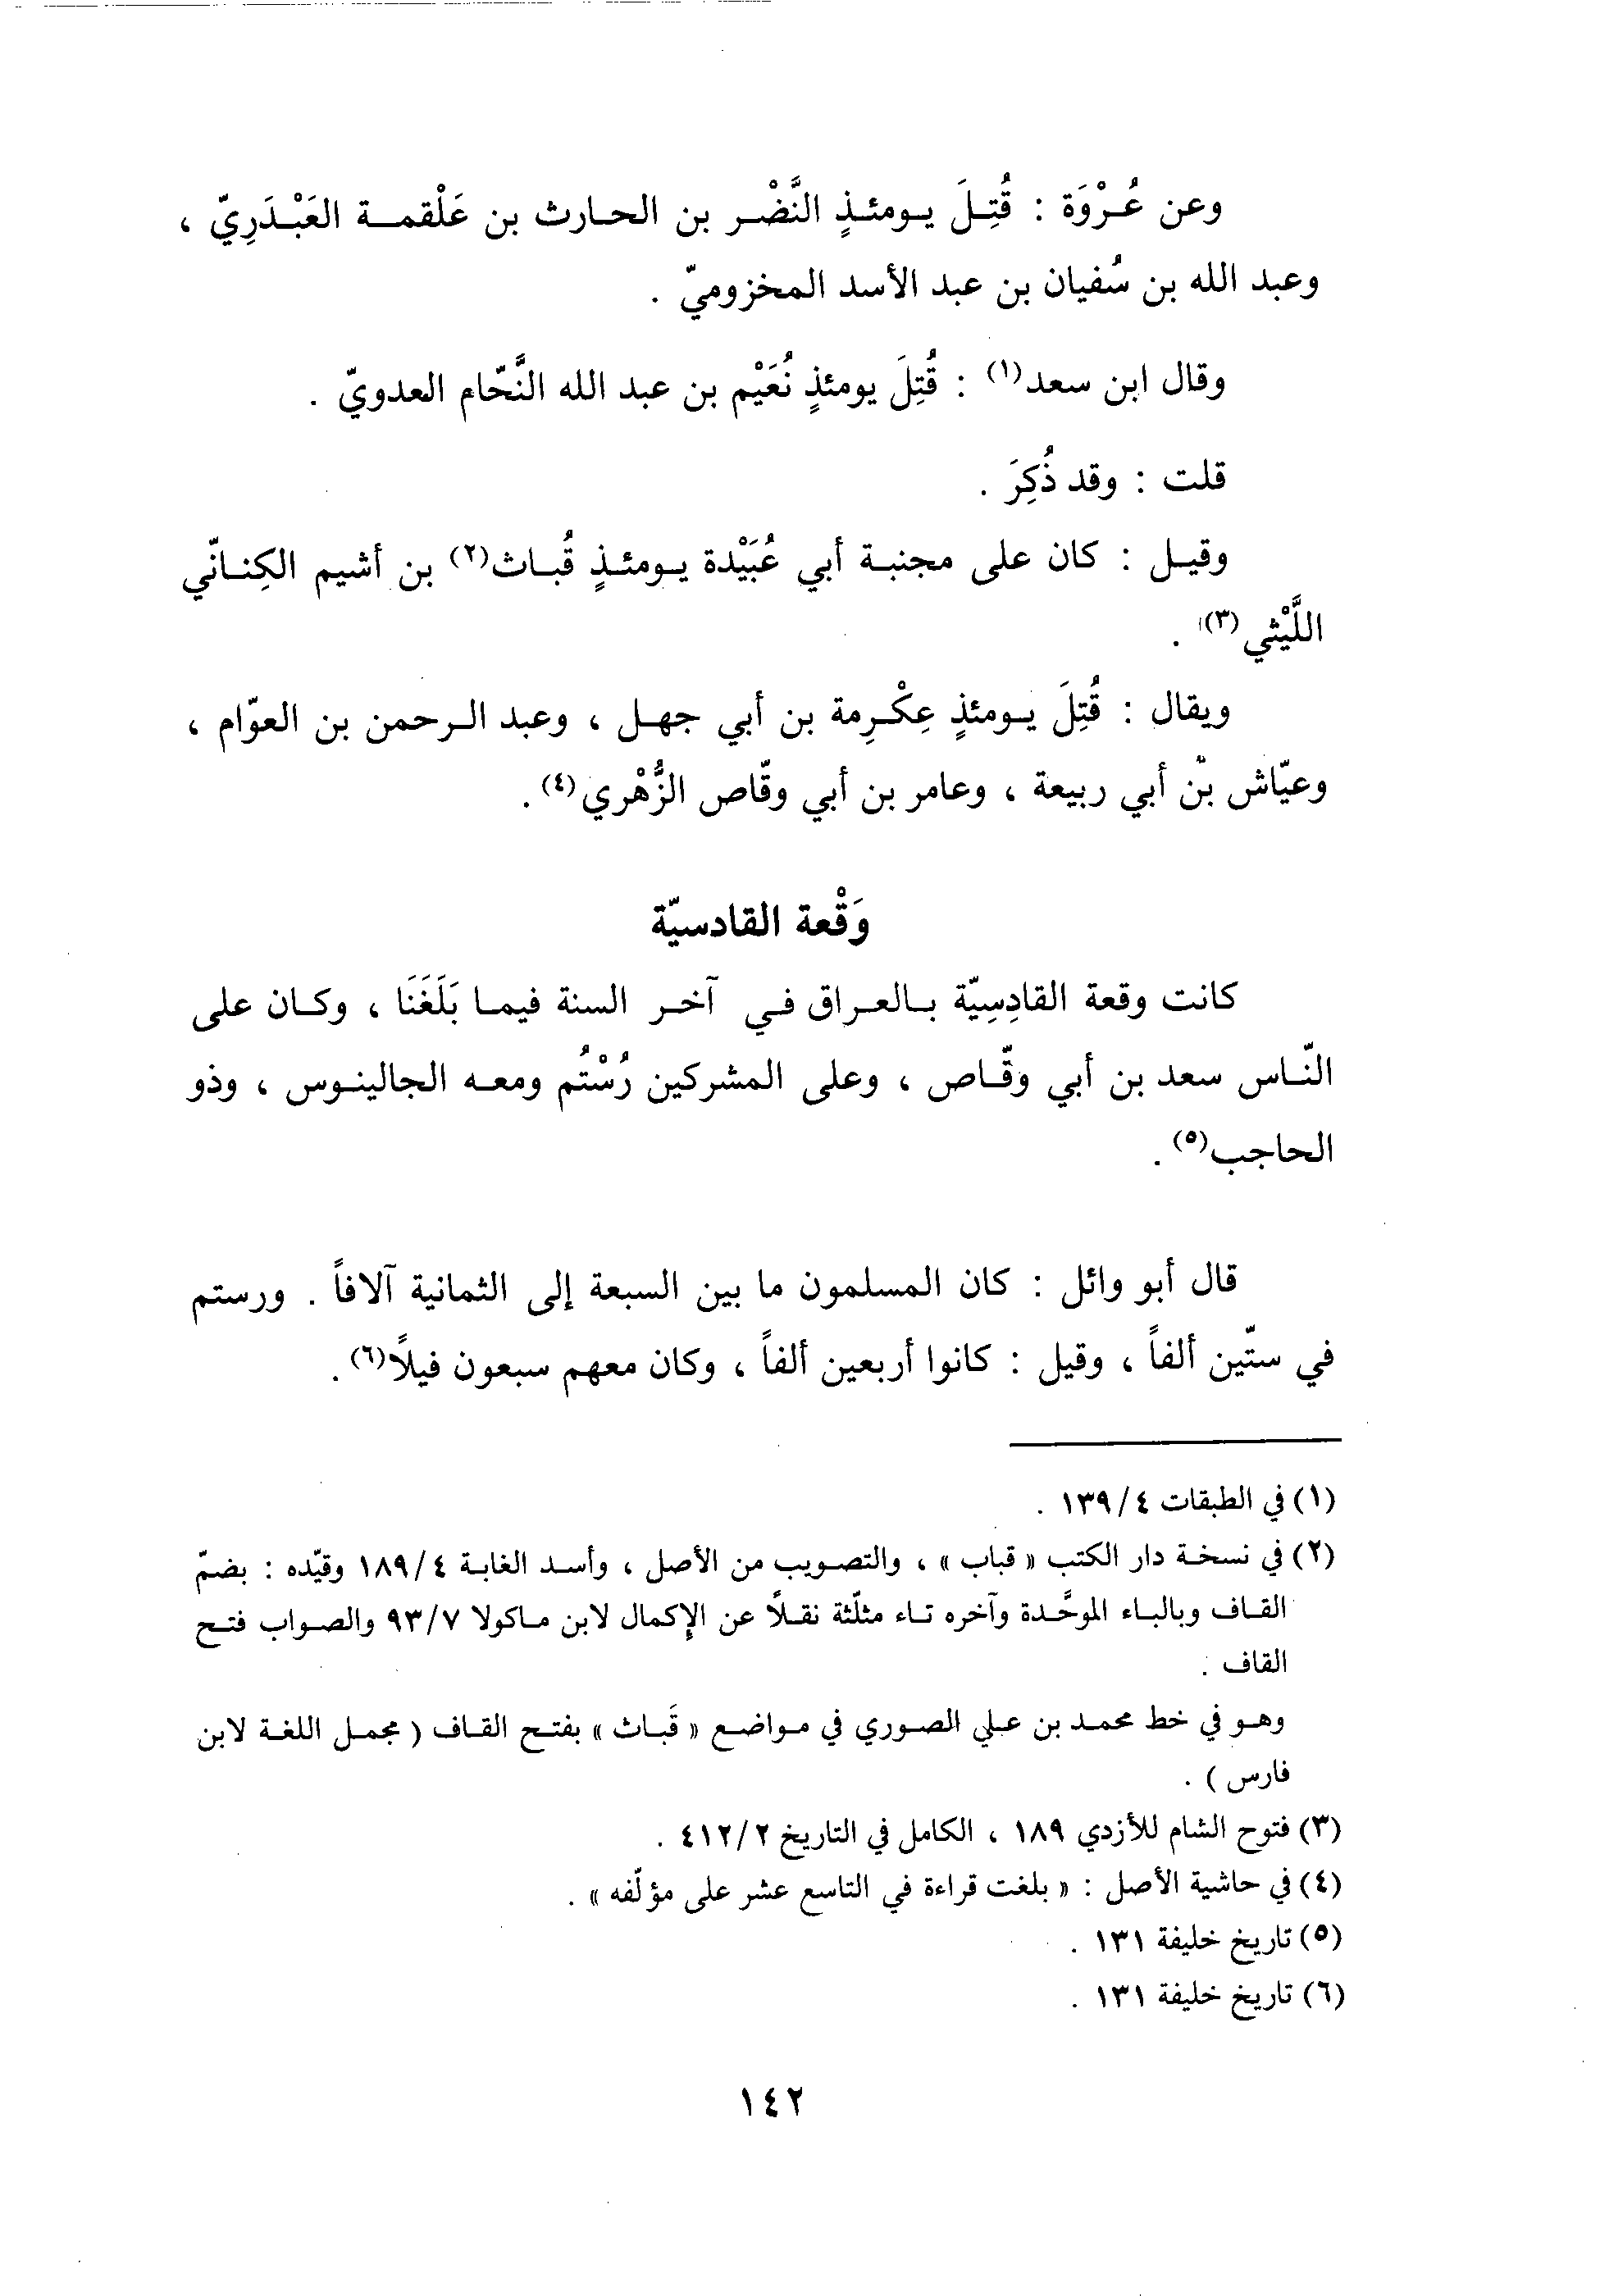 وعن عُرْوَة : قُتِلَ يومئذٍ النَّضْر بن الحارث بن عَلْقمة العَبْدَرِيّ ،
وعبد الله بن سُفيان بن عبد الأسد المخزوميّ .
وقال ابن سعد(١) : قُتِلَ يومئذٍ نُعَيْم بن عبد الله النَّحّام العدويّ .
قلت : وقد ذُكِرَ .
وقيل : كان على مجنبة أبي عُبَيْدة يومئذٍ قُباث(٢) بن أشيم الكِنانّي
اللَّيْثي(٣) .
ويقال : قُتِلَ يومئذٍ عِكْرِمة بن أبي جهل ، وعبد الرحمن بن العوّام ،
وعيّاش بْن أبي ربيعة ، وعامر بن أبي وقّاص الزُّهْري(٤) .
وَقْعة القادسيّة
كانت وقعة القادِسِيّة بالعراق في آخر السنة فيما بَلَغَنَا ، وكان على
النّاس سعد بن أبي وقّاص ، وعلى المشركين رُسْتُم ومعه الجالينوس ، وذو
الحاجب(٥) .
قال أبو وائل : كان المسلمون ما بين السبعة إلى الثمانية آلافاً . ورستم
في ستّين ألفاً ، وقيل : كانوا أربعين ألفاً ، وكان معهم سبعون فيلاً(٦) .
(١) في الطبقات ٤/١٣٩ .
(٢) في نسخة دار الكتب « قباب » ، والتصويب من الأصل ، وأسد الغابة ٤/١٨٩ وقيّده : بضمّ
القاف وبالباء الموحَّدة وآخره تاء مثلّثة نقلاً عن الإكمال لابن ماكولا ٧/٩٣ والصواب فتح
القاف .
وهو في خط محمد بن علي الصوري في مواضع « قَباث » بفتح القاف ( مجمل اللغة لابن
فارس ) .
(٣) فتوح الشام للأزدي ١٨٩ ، الكامل في التاريخ ٢/٤١٢ .
(٤) في حاشية الأصل : « بلغت قراءة في التاسع عشر على مؤلّفه » .
(٥) تاريخ خليفة ١٣١ .
(٦) تاريخ خليفة ١٣١ .
١٤٢